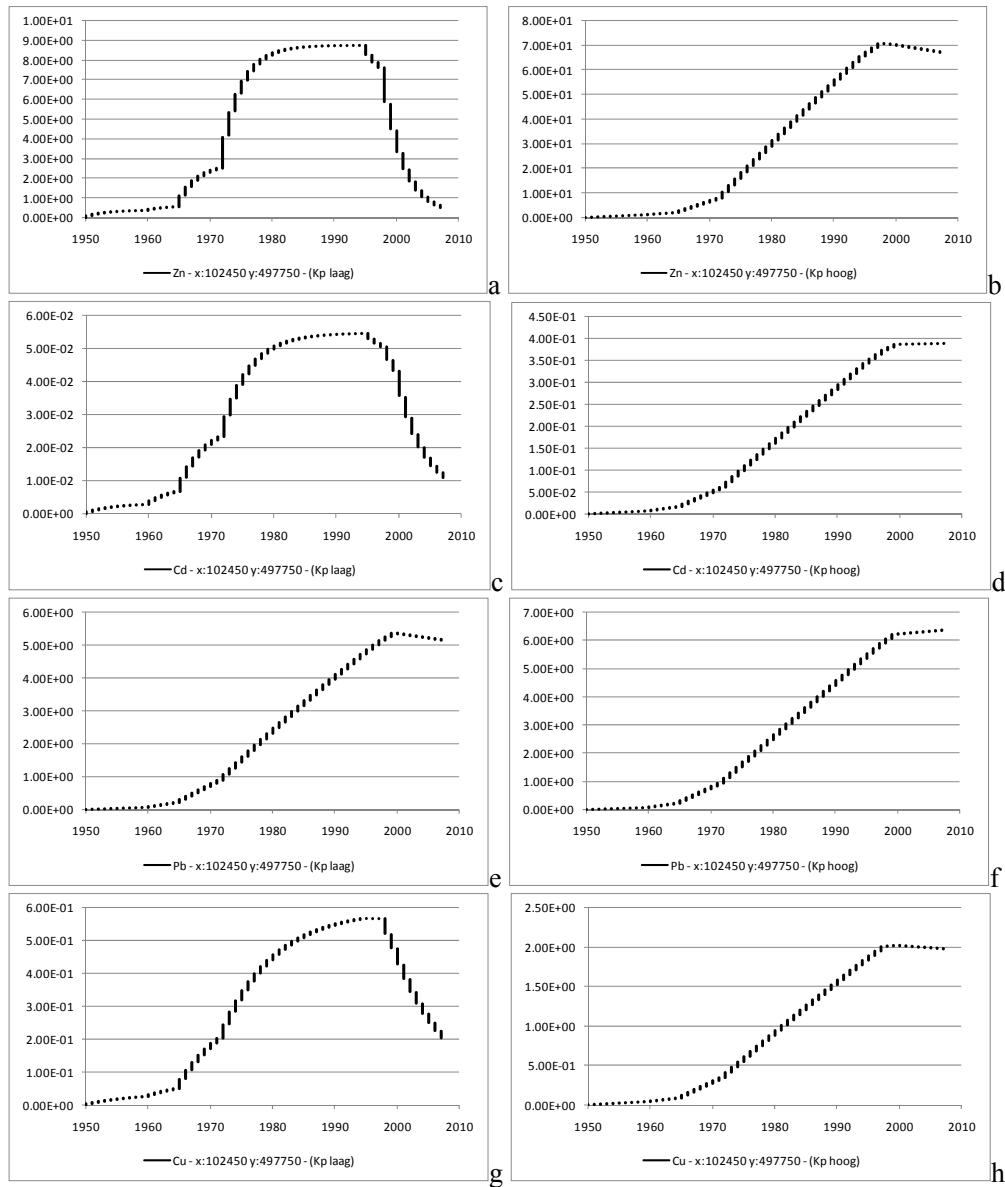 1.00E+01
9.00E+00
8.00E+00
7.00E+00
6.00E+00
5.00E+00
4.00E+00
3.00E+00
2.00E+00
1.00E+00
0.00E+00
1950 1960 1970 1980 1990 2000 2010
Zn - x:102450 y:497750 - (Kp laag)
a
8.00E+01
7.00E+01
6.00E+01
5.00E+01
4.00E+01
3.00E+01
2.00E+01
1.00E+01
0.00E+00
1950 1960 1970 1980 1990 2000 2010
Zn - x:102450 y:497750 - (Kp hoog)
b
6.00E-02
5.00E-02
4.00E-02
3.00E-02
2.00E-02
1.00E-02
0.00E+00
1950 1960 1970 1980 1990 2000 2010
Cd - x:102450 y:497750 - (Kp laag)
c
4.50E-01
4.00E-01
3.50E-01
3.00E-01
2.50E-01
2.00E-01
1.50E-01
1.00E-01
5.00E-02
0.00E+00
1950 1960 1970 1980 1990 2000 2010
Cd - x:102450 y:497750 - (Kp hoog)
d
6.00E+00
5.00E+00
4.00E+00
3.00E+00
2.00E+00
1.00E+00
0.00E+00
1950 1960 1970 1980 1990 2000 2010
Pb - x:102450 y:497750 - (Kp laag)
e
7.00E+00
6.00E+00
5.00E+00
4.00E+00
3.00E+00
2.00E+00
1.00E+00
0.00E+00
1950 1960 1970 1980 1990 2000 2010
Pb - x:102450 y:497750 - (Kp hoog)
f
6.00E-01
5.00E-01
4.00E-01
3.00E-01
2.00E-01
1.00E-01
0.00E+00
1950 1960 1970 1980 1990 2000 2010
Cu - x:102450 y:497750 - (Kp laag)
g
2.50E+00
2.00E+00
1.50E+00
1.00E+00
5.00E-01
0.00E+00
1950 1960 1970 1980 1990 2000 2010
Cu - x:102450 y:497750 - (Kp hoog)
h